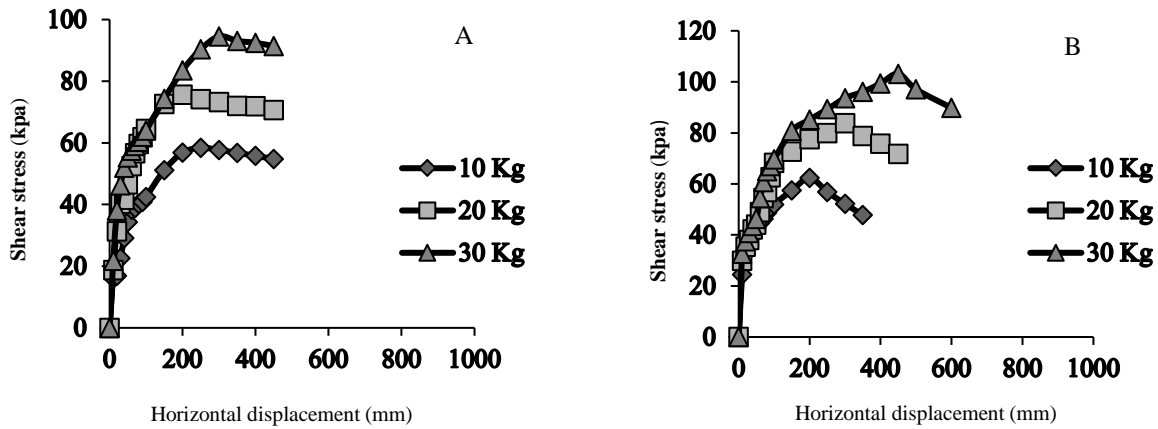 A
Shear stress (kpa)
100
80
60
40
20
0
0 200 400 600 800 1000
Horizontal displacement (mm)
10 Kg
20 Kg
30 Kg
B
Shear stress (kpa)
120
100
80
60
40
20
0
0 200 400 600 800 1000
Horizontal displacement (mm)
10 Kg
20 Kg
30 Kg